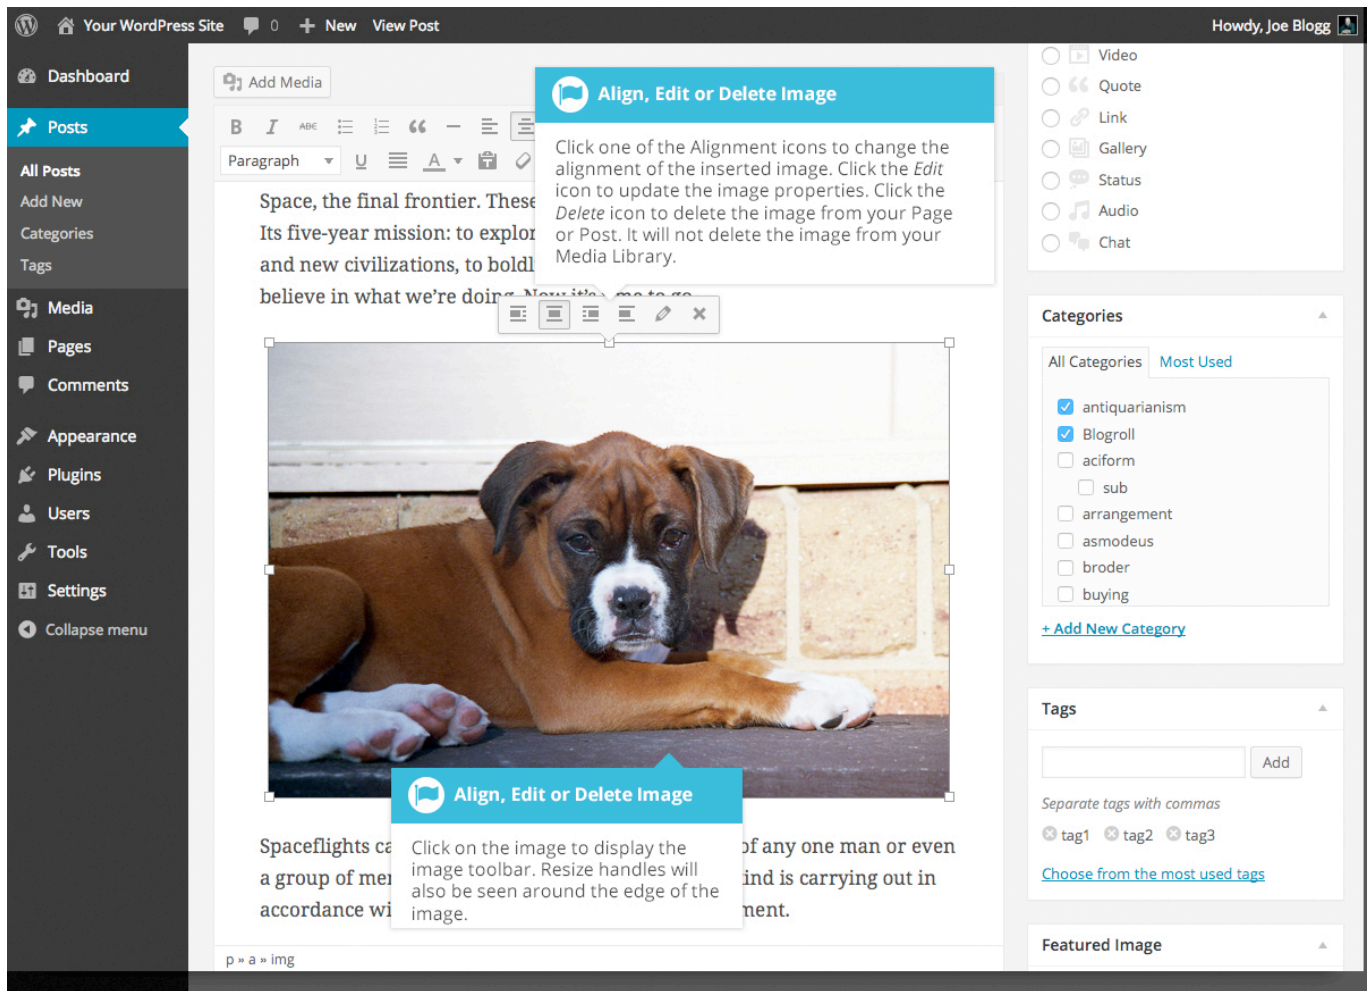 Your WordPress Site 0 New View Post Howdy, Joe Blogg
Dashboard
Posts
All Posts
Add New
Categories
Tags
Media
Pages
Comments
Appearance
Plugins
Users
Tools
Settings
Collapse menu
Add Media
B I ABC
Paragraph U A T
Space, the final frontier. These
Its five-year mission: to explor
and new civilizations, to boldl
believe in what we're doing. Now it's
to go
Align, Edit or Delete Image
Click one of the Alignment icons to change the
alignment of the inserted image. Click the Edit
icon to update the image properties. Click the
Delete icon to delete the image from your Page
or Post. It will not delete the image from your
Media Library.
Align, Edit or Delete Image
Click on the image to display the
image toolbar. Resize handles will
also be seen around the edge of the
image.
Spaceflights ca
of any one man or even
a group of mer
ind is carrying out in
accordance wi
ment.
p » a » img
Video
Quote
Link
Gallery
Status
Audio
Chat
Categories
All Categories Most Used
antiquarianism
Blogroll
aciform
sub
arrangement
asmodeus
broder
buying
+ Add New Category
Tags
Add
Separate tags with commas
tag1 tag2 tag3
Choose from the most used tags
Featured Image